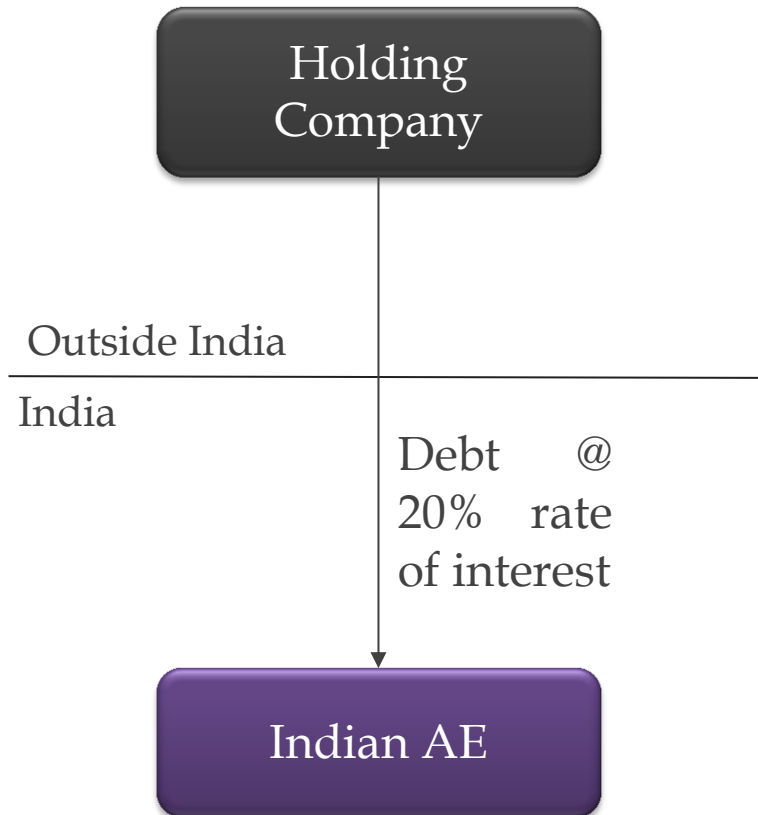 Holding
Company
Outside India
India
Debt @
20% rate
of interest
Indian AE